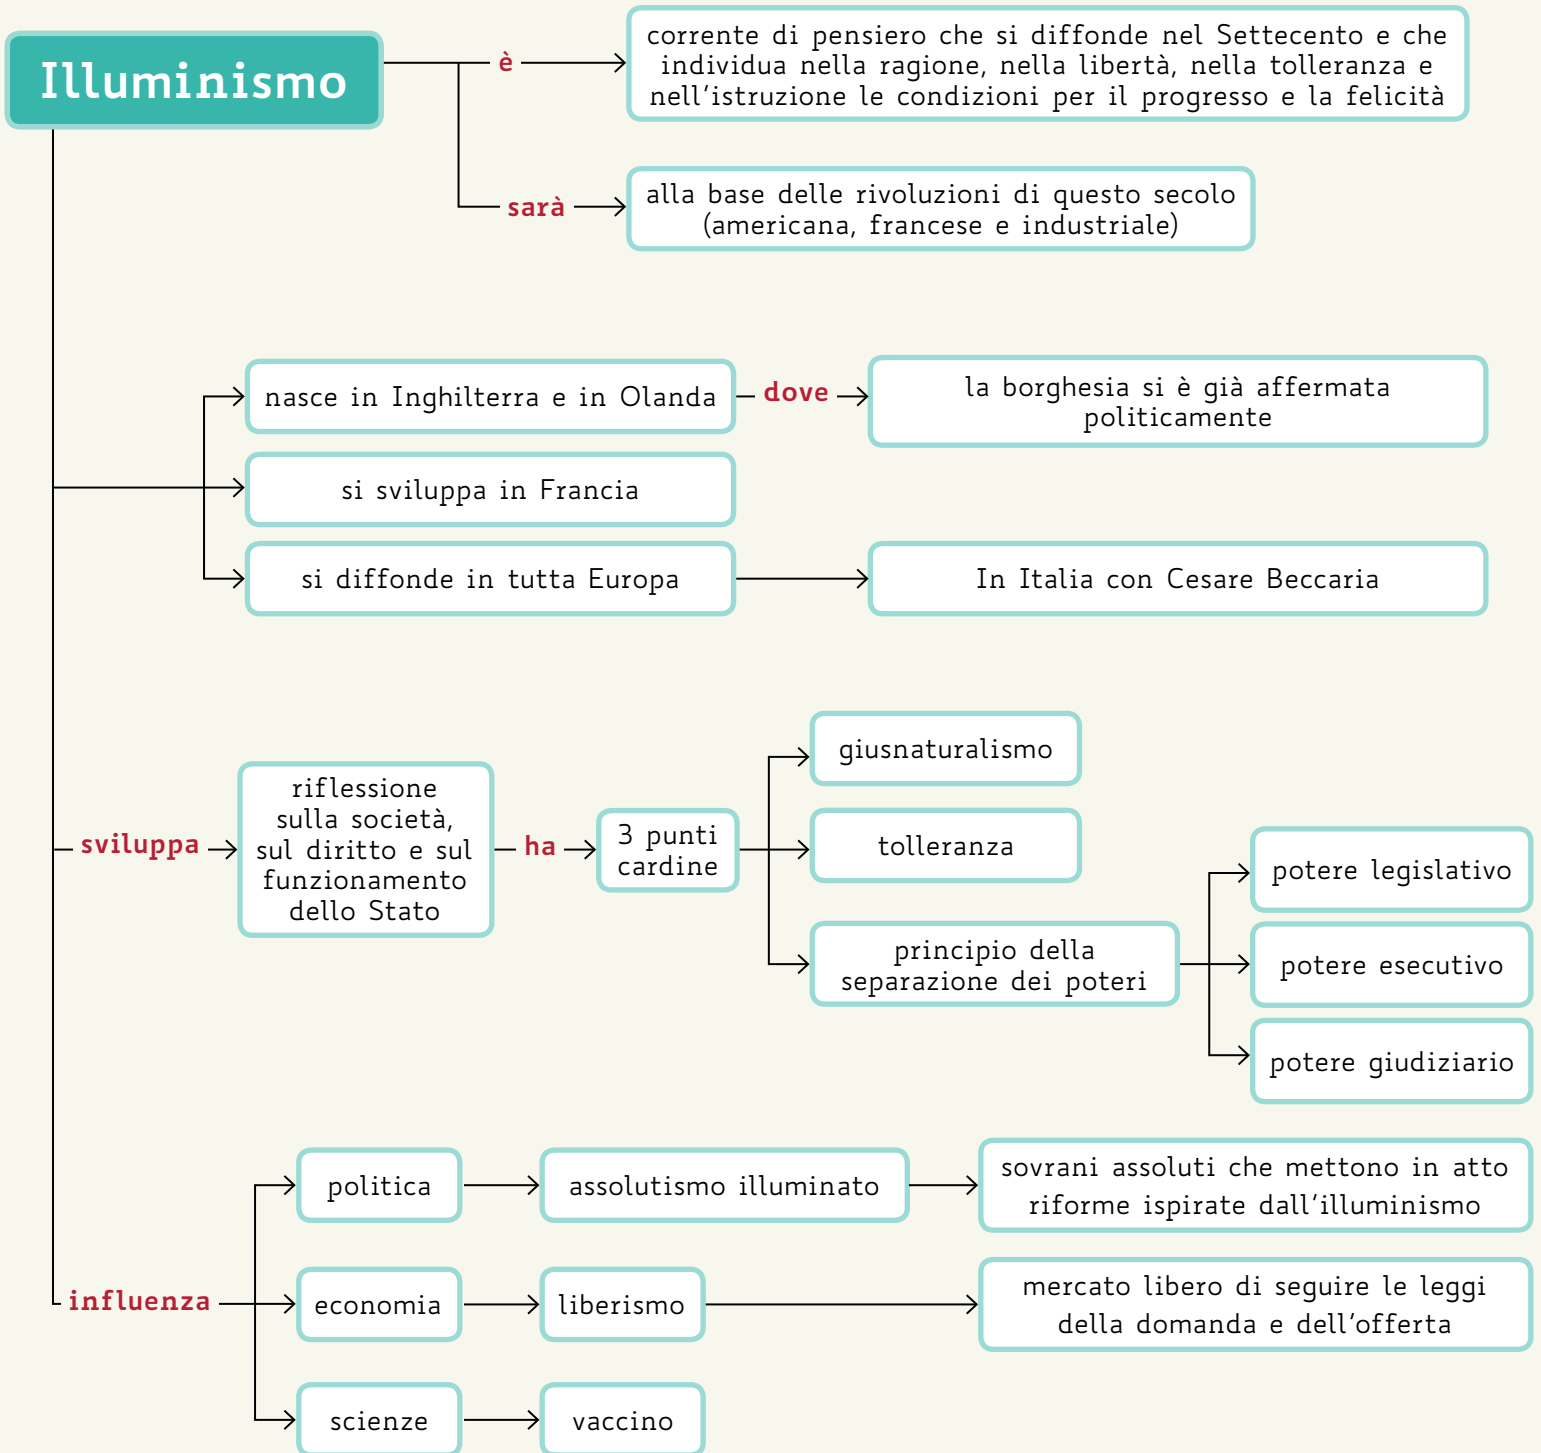 Illuminismo
è
corrente di pensiero che si diffonde nel Settecento e che
individua nella ragione, nella libertà, nella tolleranza e
nell'istruzione le condizioni per il progresso e la felicità
sarà
alla base delle rivoluzioni di questo secolo
(americana, francese e industriale)
nasce in Inghilterra e in Olanda
dove
la borghesia si è già affermata
politicamente
si sviluppa in Francia
si diffonde in tutta Europa
In Italia con Cesare Beccaria
sviluppa
riflessione
sulla società,
sul diritto e sul
funzionamento
dello Stato
ha
3 punti
cardine
giusnaturalismo
tolleranza
principio della
separazione dei poteri
potere legislativo
potere esecutivo
potere giudiziario
influenza
politica
assolutismo illuminato
sovrani assoluti che mettono in atto
riforme ispirate dall'illuminismo
economia
liberismo
mercato libero di seguire le leggi
della domanda e dell'offerta
scienze
vaccino